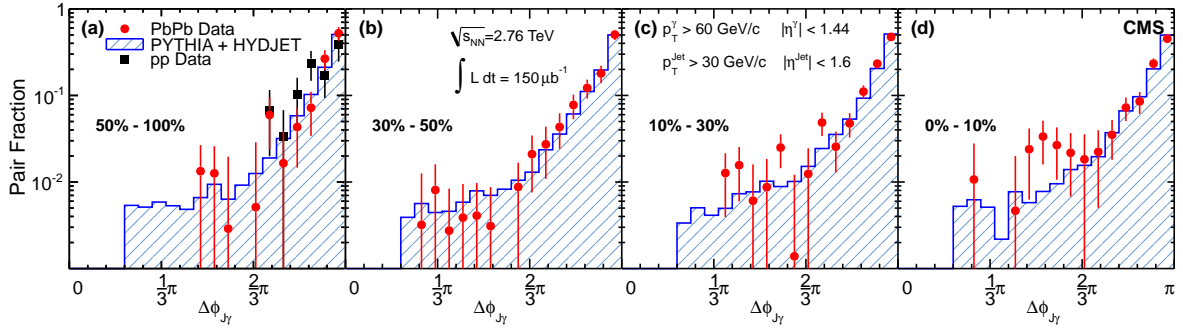 Pair Fraction
1
10⁻¹
10⁻²
(a)
PbPb Data
PYTHIA + HYDJET
pp Data
50% - 100%
(b)
√s_NN = 2.76 TeV
∫ L dt = 150 μb⁻¹
30% - 50%
(c)
p_T^γ > 60 GeV/c |η^γ| < 1.44
p_T^Jet > 30 GeV/c |η^Jet| < 1.6
10% - 30%
(d)
CMS
0% - 10%
0 1/3π 2/3π 0 1/3π 2/3π 0 1/3π 2/3π 0 1/3π 2/3π π
Δϕ_Jγ Δϕ_Jγ Δϕ_Jγ Δϕ_Jγ